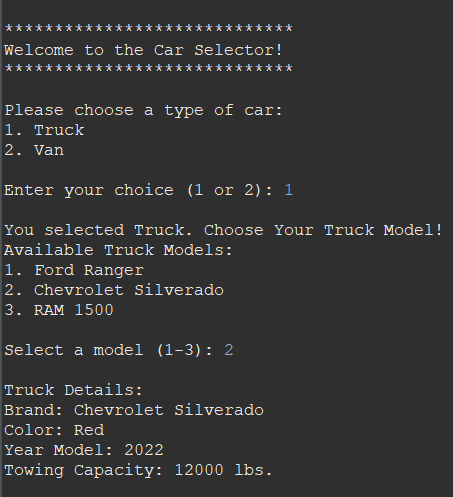 *****************************
Welcome to the Car Selector!
*****************************
Please choose a type of car:
1. Truck
2. Van
Enter your choice (1 or 2): 1
You selected Truck. Choose Your Truck Model!
Available Truck Models:
1. Ford Ranger
2. Chevrolet Silverado
3. RAM 1500
Select a model (1-3): 2
Truck Details:
Brand: Chevrolet Silverado
Color: Red
Year Model: 2022
Towing Capacity: 12000 lbs.